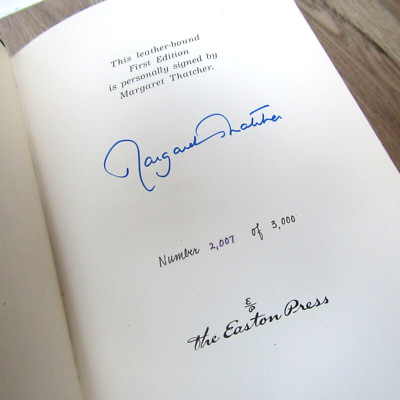 This leather-bound
First Edition
is personally signed by
Margaret Thatcher.
Margaret Thatcher
Number 2,007 of 3,000
E
P
the Easton Press